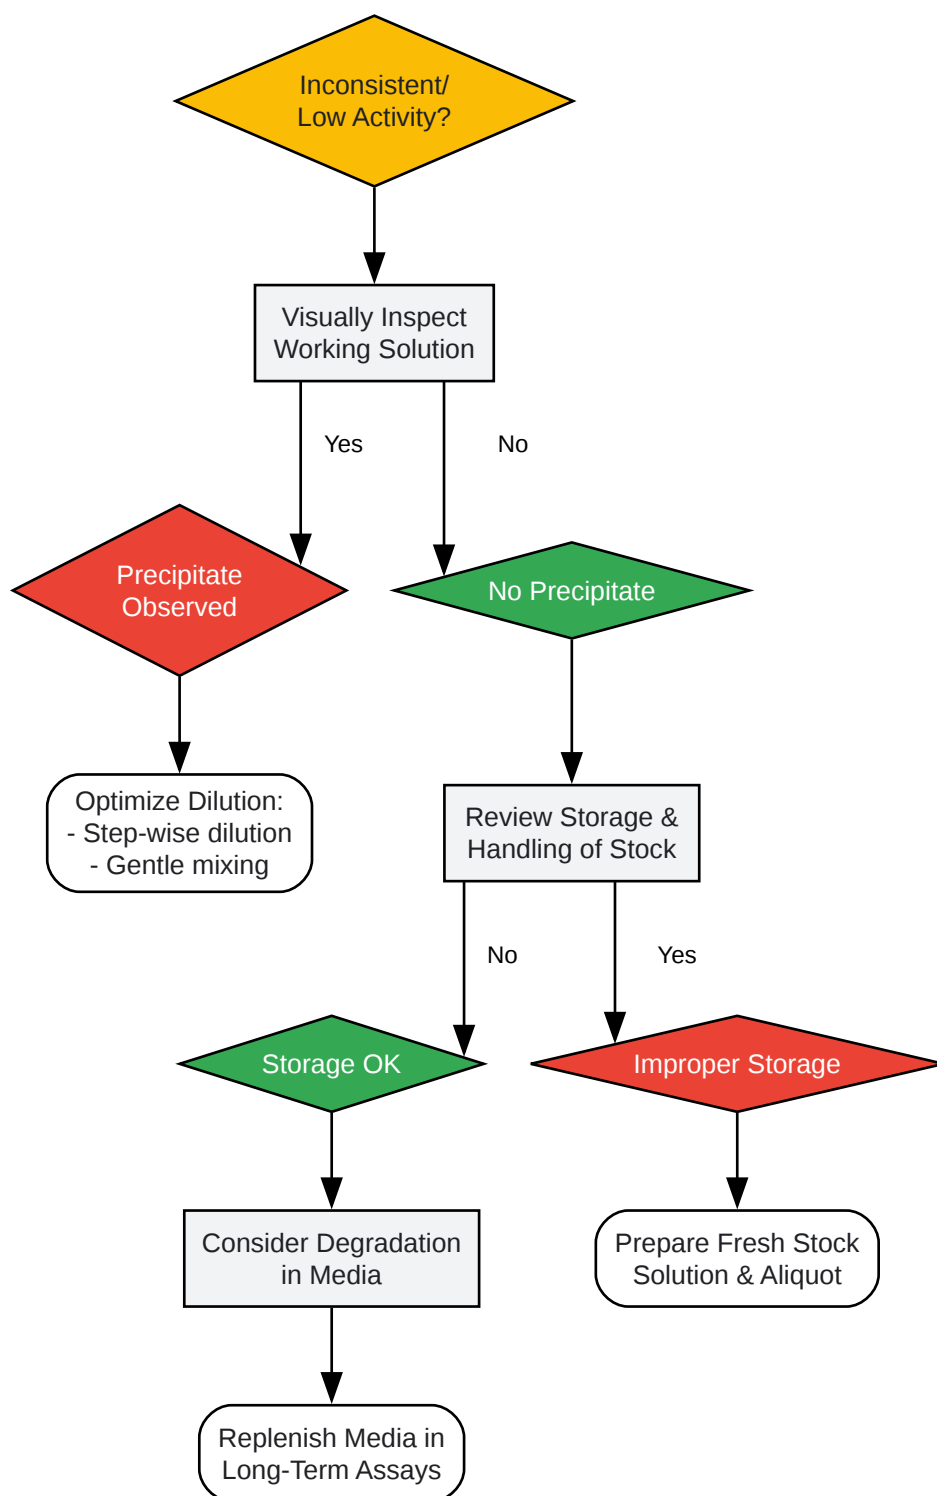 Inconsistent/
Low Activity?
Visually Inspect
Working Solution
Yes
No
Precipitate
Observed
No Precipitate
Optimize Dilution:
- Step-wise dilution
- Gentle mixing
Review Storage &
Handling of Stock
No
Yes
Storage OK
Improper Storage
Consider Degradation
in Media
Prepare Fresh Stock
Solution & Aliquot
Replenish Media in
Long-Term Assays